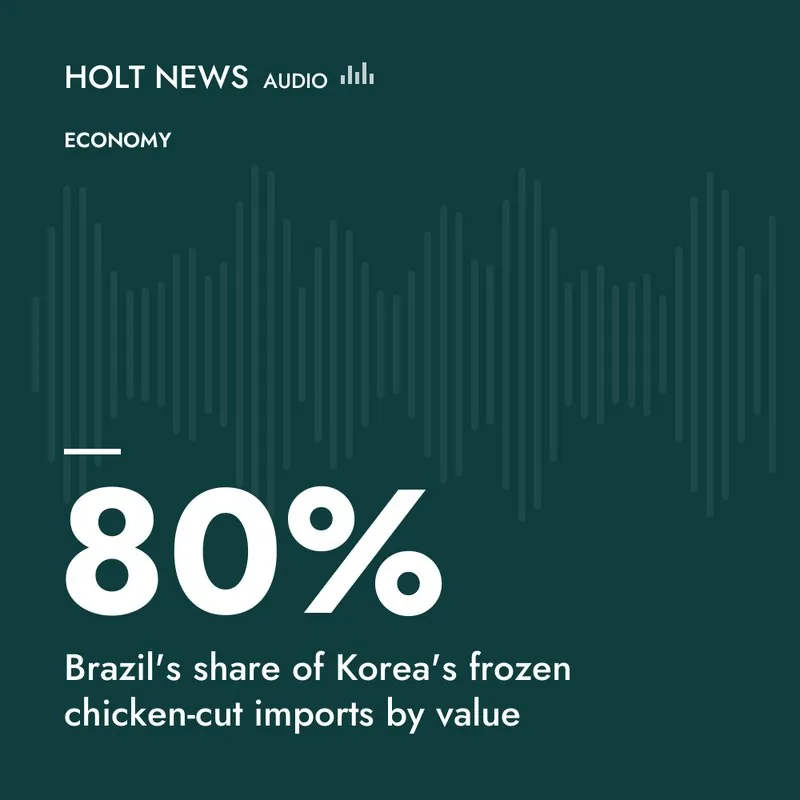 HOLT NEWS AUDIO
ECONOMY
80%
Brazil's share of Korea's frozen
chicken-cut imports by value